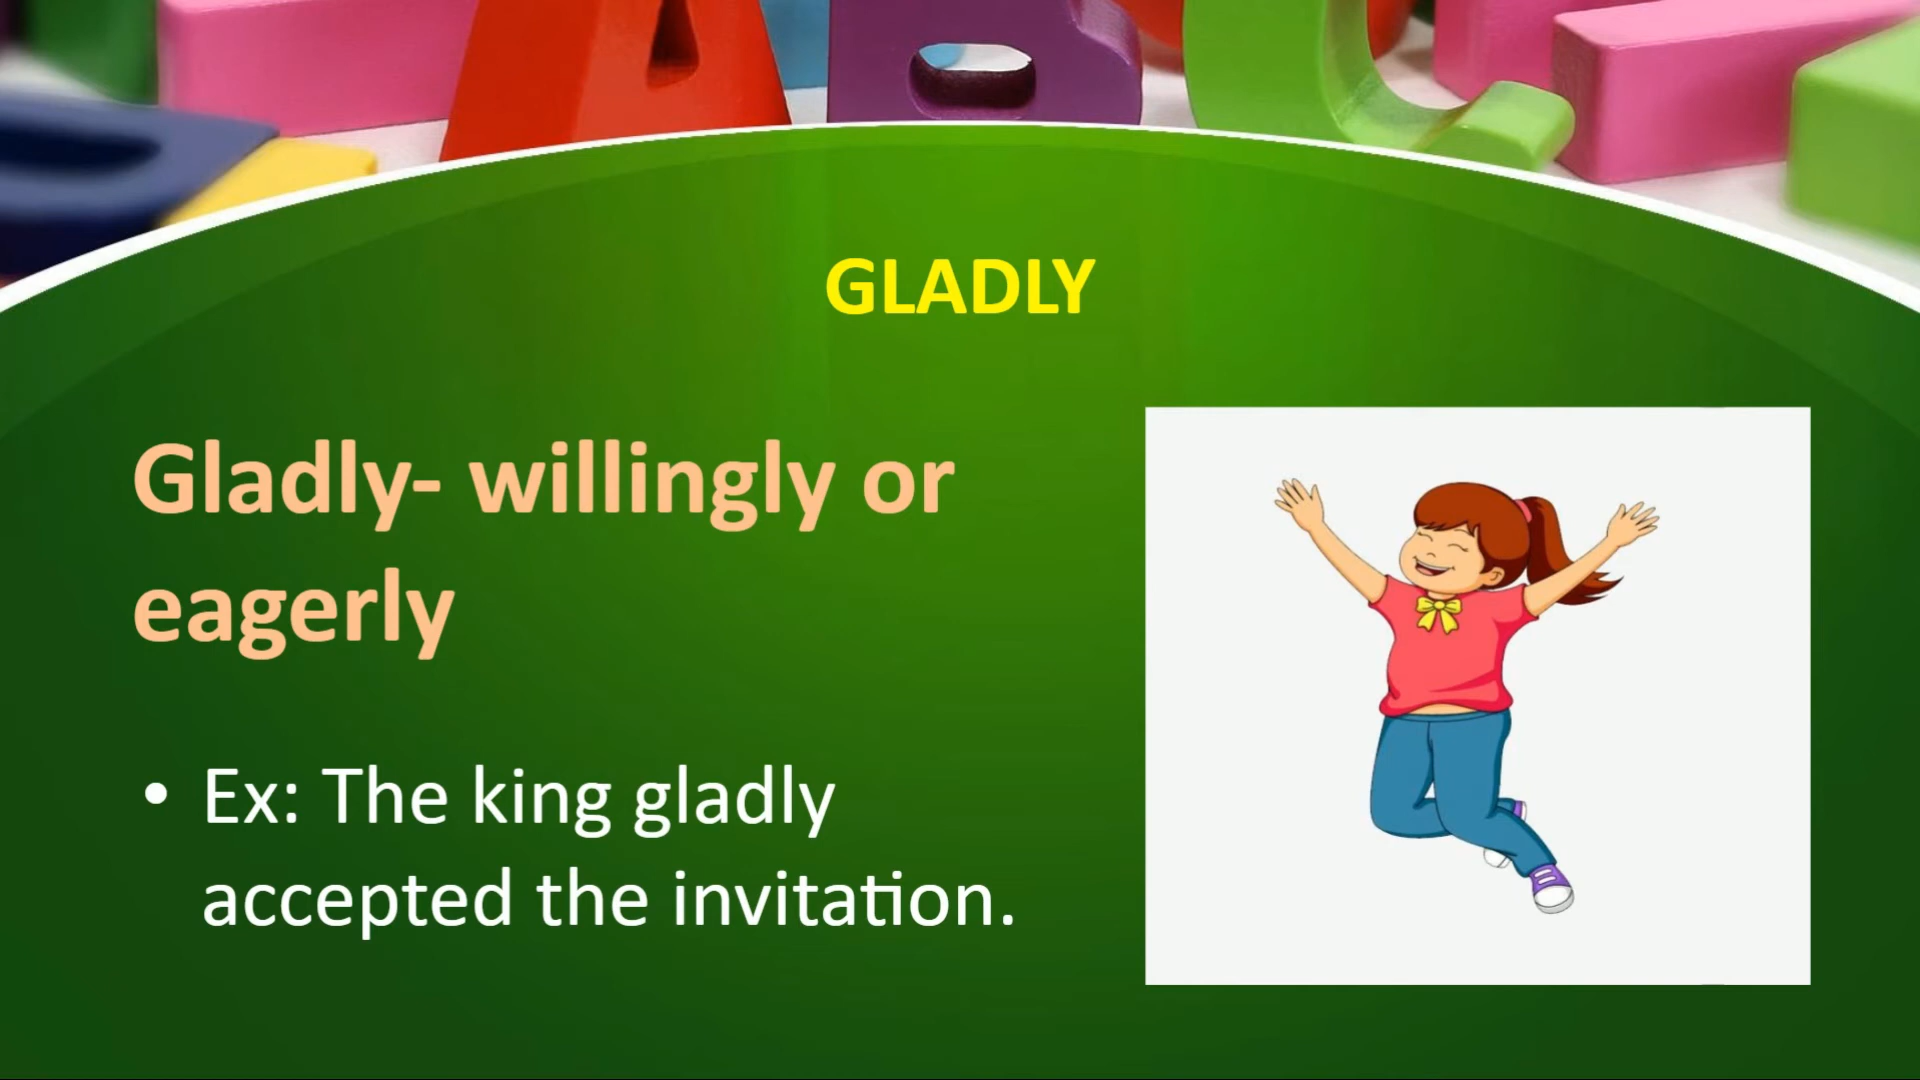 GLADLY
Gladly- willingly or
eagerly
• Ex: The king gladly
accepted the invitation.